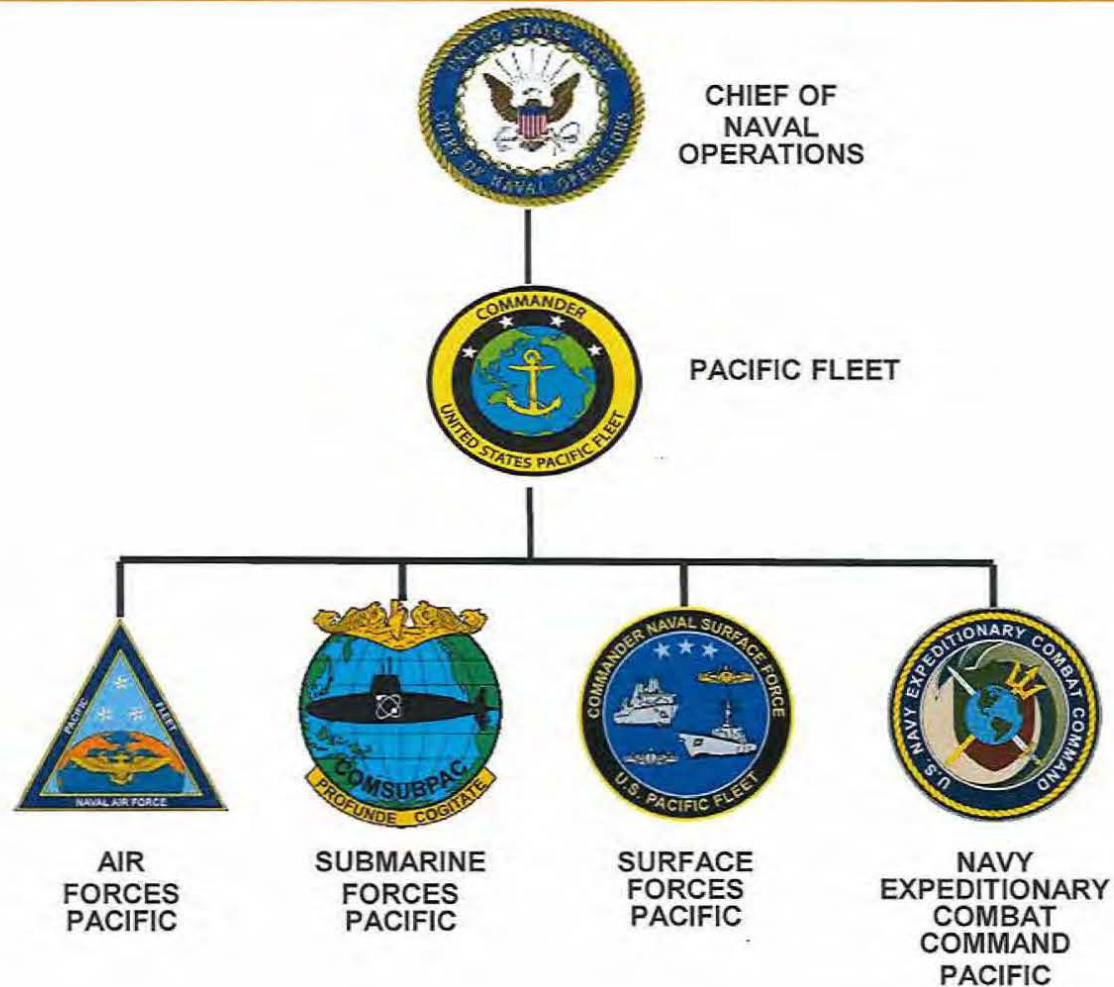 UNITED STATES NAVY
CHIEF OF NAVAL OPERATIONS
CHIEF OF
NAVAL
OPERATIONS
COMMANDER
UNITED STATES PACIFIC FLEET
PACIFIC FLEET
PACIFIC FLEET
NAVAL AIR FORCE
COMSUBPAC
PROFUNDE COGITATE
COMMANDER NAVAL SURFACE FORCE
U.S. PACIFIC FLEET
NAVY EXPEDITIONARY COMBAT COMMAND
U.S.
AIR
FORCES
PACIFIC
SUBMARINE
FORCES
PACIFIC
SURFACE
FORCES
PACIFIC
NAVY
EXPEDITIONARY
COMBAT
COMMAND
PACIFIC